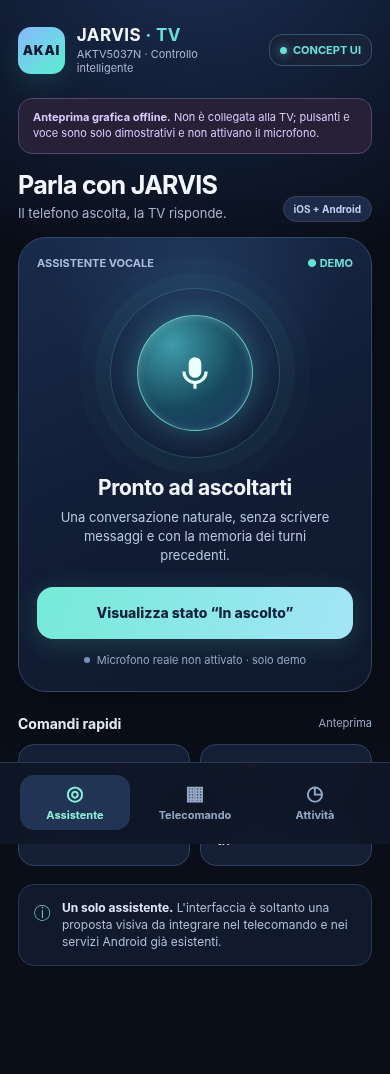 AKAI
JARVIS · TV
AKTV5037N · Controllo
intelligente
CONCEPT UI
Anteprima grafica offline. Non è collegata alla TV; pulsanti e
voce sono solo dimostrativi e non attivano il microfono.
Parla con JARVIS
Il telefono ascolta, la TV risponde.
iOS + Android
ASSISTENTE VOCALE
DEMO
Pronto ad ascoltarti
Una conversazione naturale, senza scrivere
messaggi e con la memoria dei turni
precedenti.
Visualizza stato “In ascolto”
Microfono reale non attivato · solo demo
Comandi rapidi
Anteprima
Assistente
Telecomando
Attività
Un solo assistente. L'interfaccia è soltanto una
proposta visiva da integrare nel telecomando e nei
servizi Android già esistenti.